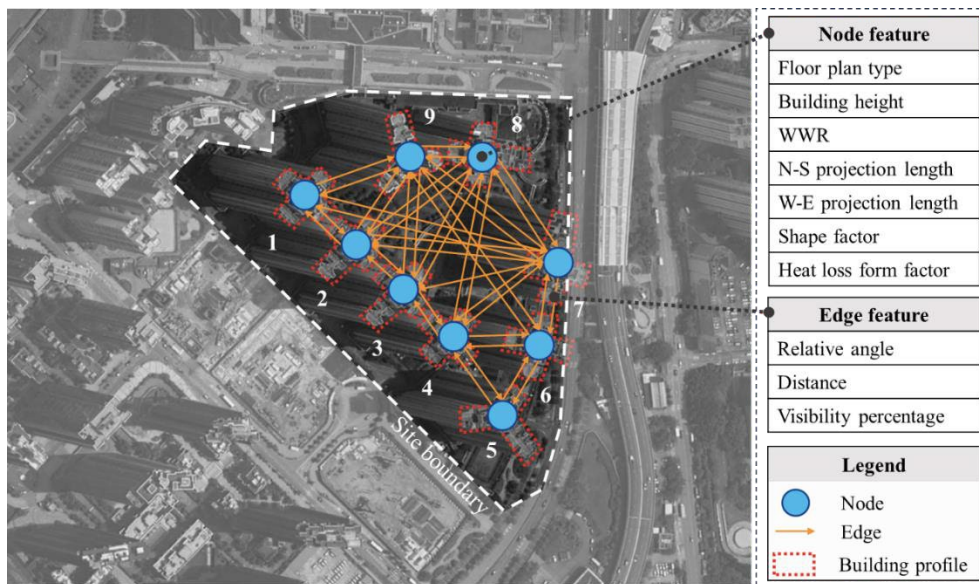 9
8
1
2
3
4
5
6
7
Site boundary
Node feature
Floor plan type
Building height
WWR
N-S projection length
W-E projection length
Shape factor
Heat loss form factor
Edge feature
Relative angle
Distance
Visibility percentage
Legend
Node
Edge
Building profile